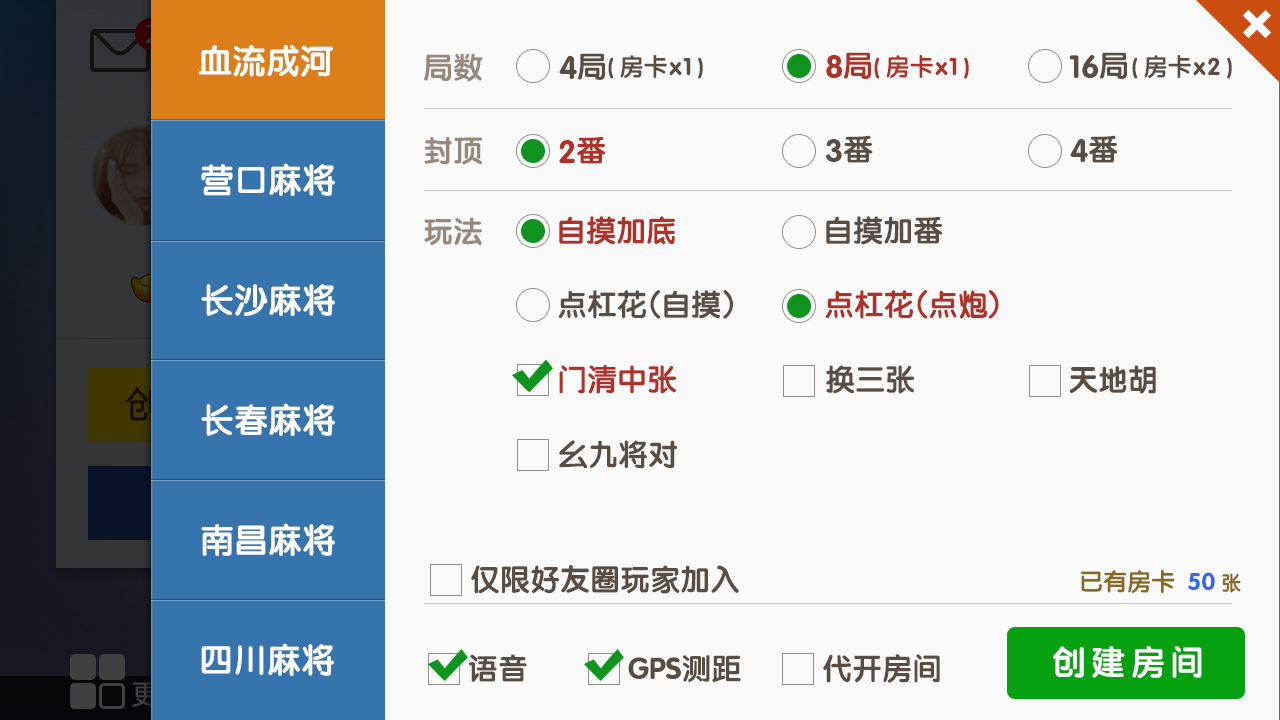 血流成河
营口麻将
长沙麻将
长春麻将
南昌麻将
四川麻将
局数 4局(房卡x1) 8局(房卡x1) 16局(房卡x2)
封顶 2番 3番 4番
玩法 自摸加底 自摸加番
点杠花(自摸) 点杠花(点炮)
门清中张 换三张 天地胡
幺九将对
仅限好友圈玩家加入 已有房卡 50 张
语音 GPS测距 代开房间 创建房间
创
更